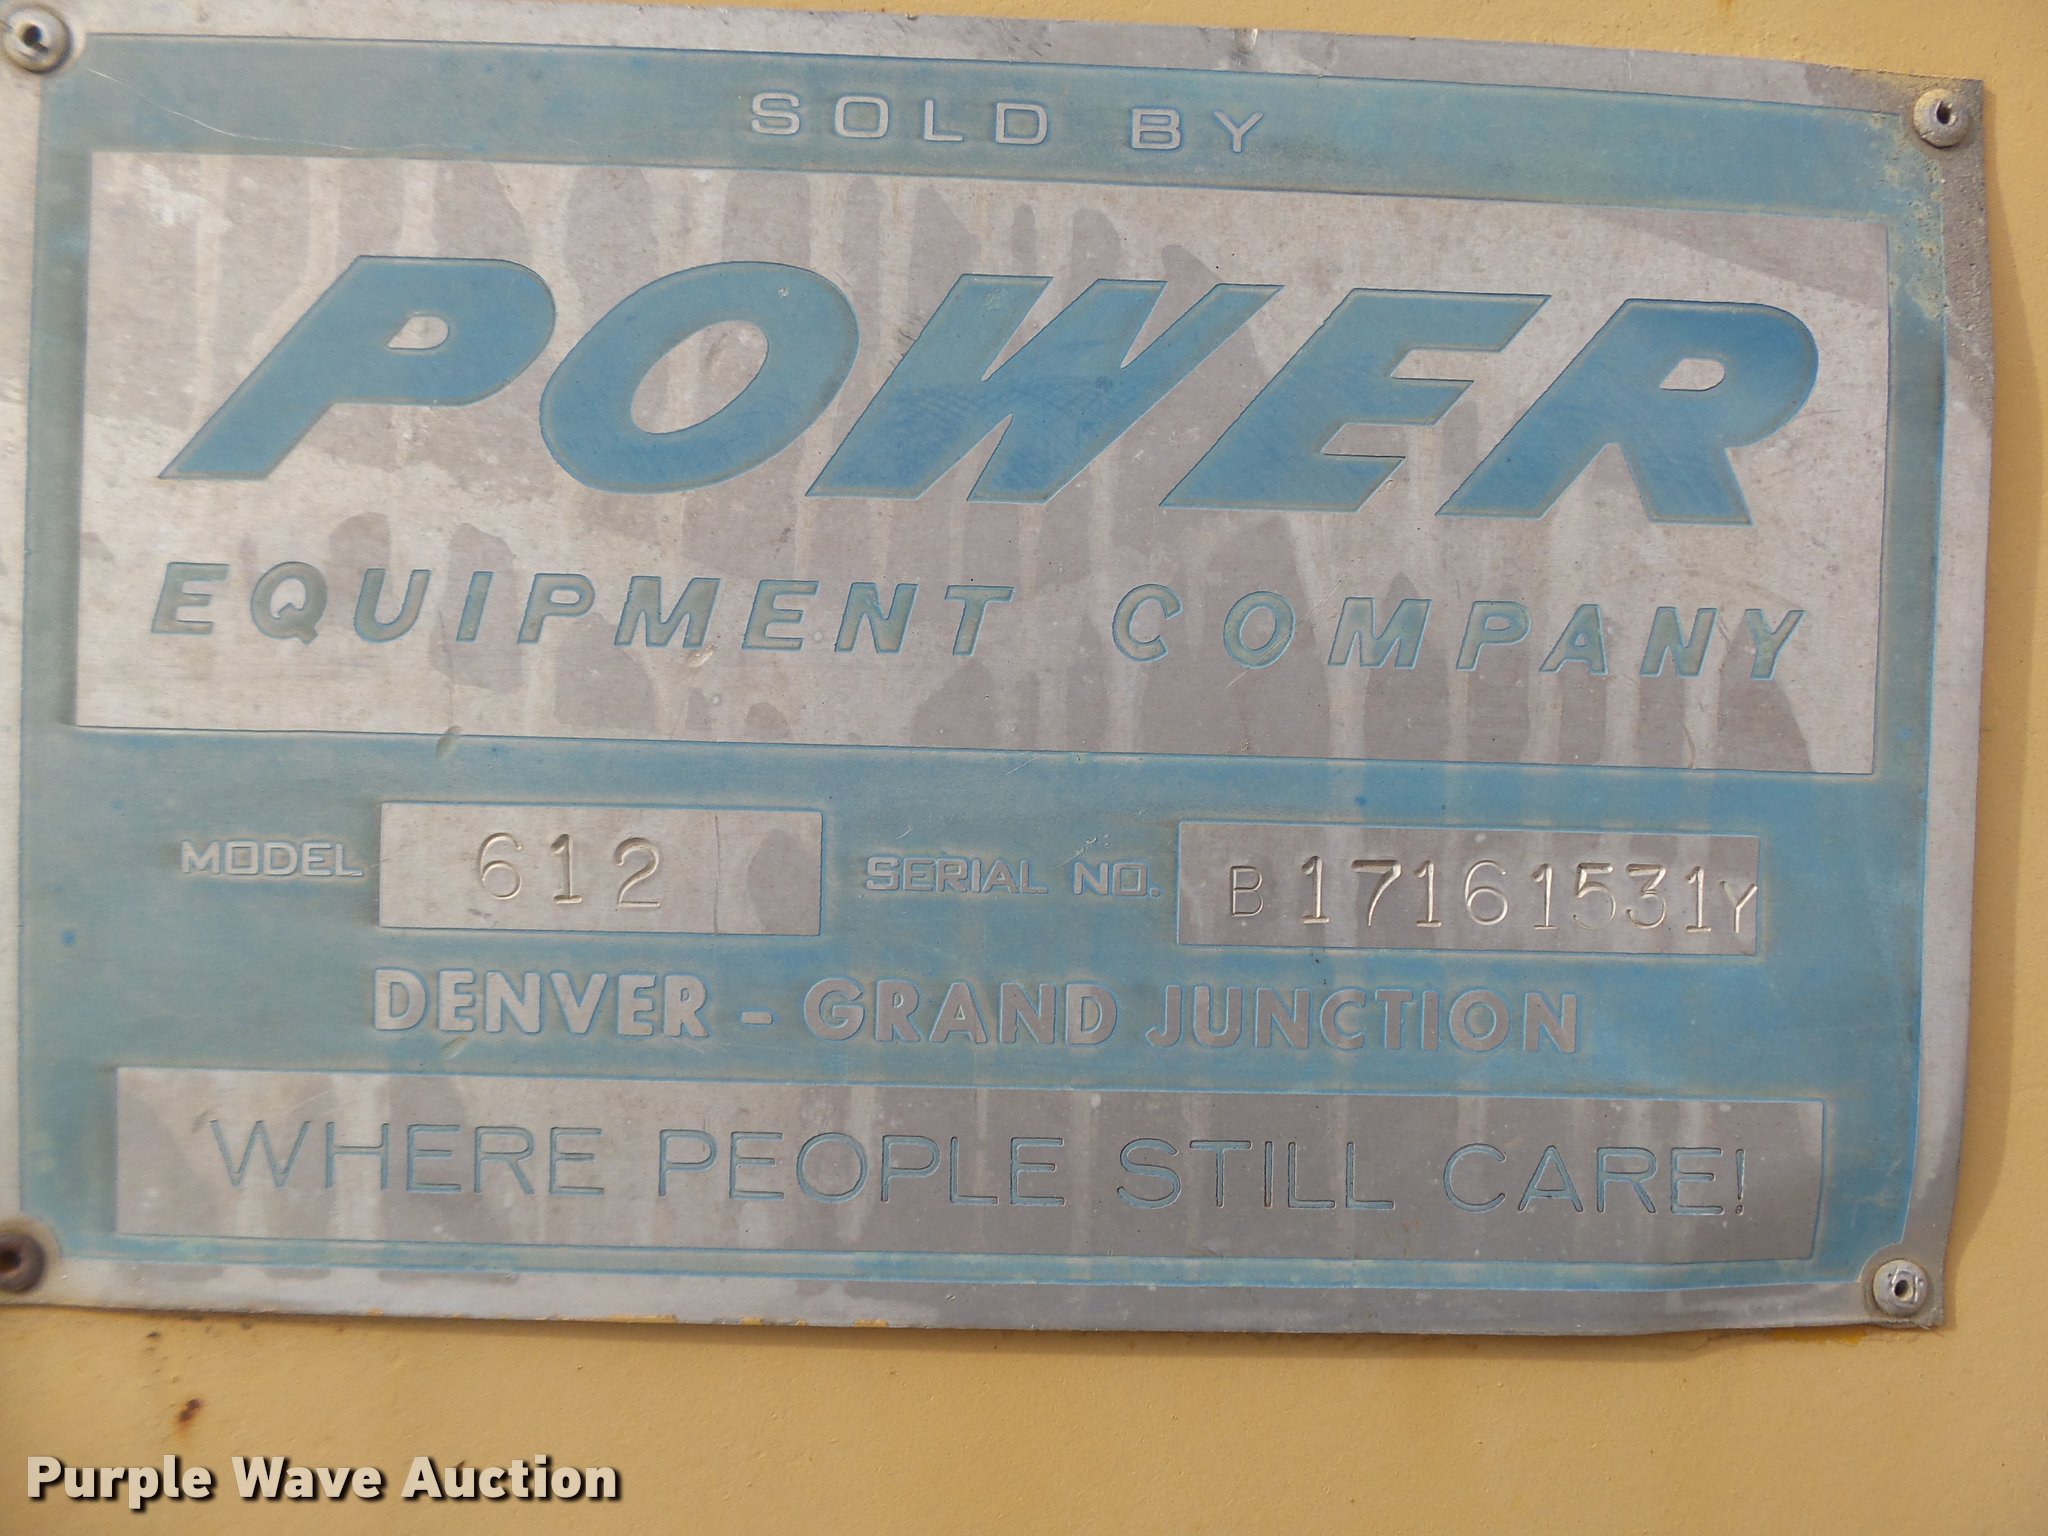 SOLD BY
POWER
EQUIPMENT COMPANY
MODEL 612 SERIAL NO. B17161531Y
DENVER - GRAND JUNCTION
WHERE PEOPLE STILL CARE!
Purple Wave Auction